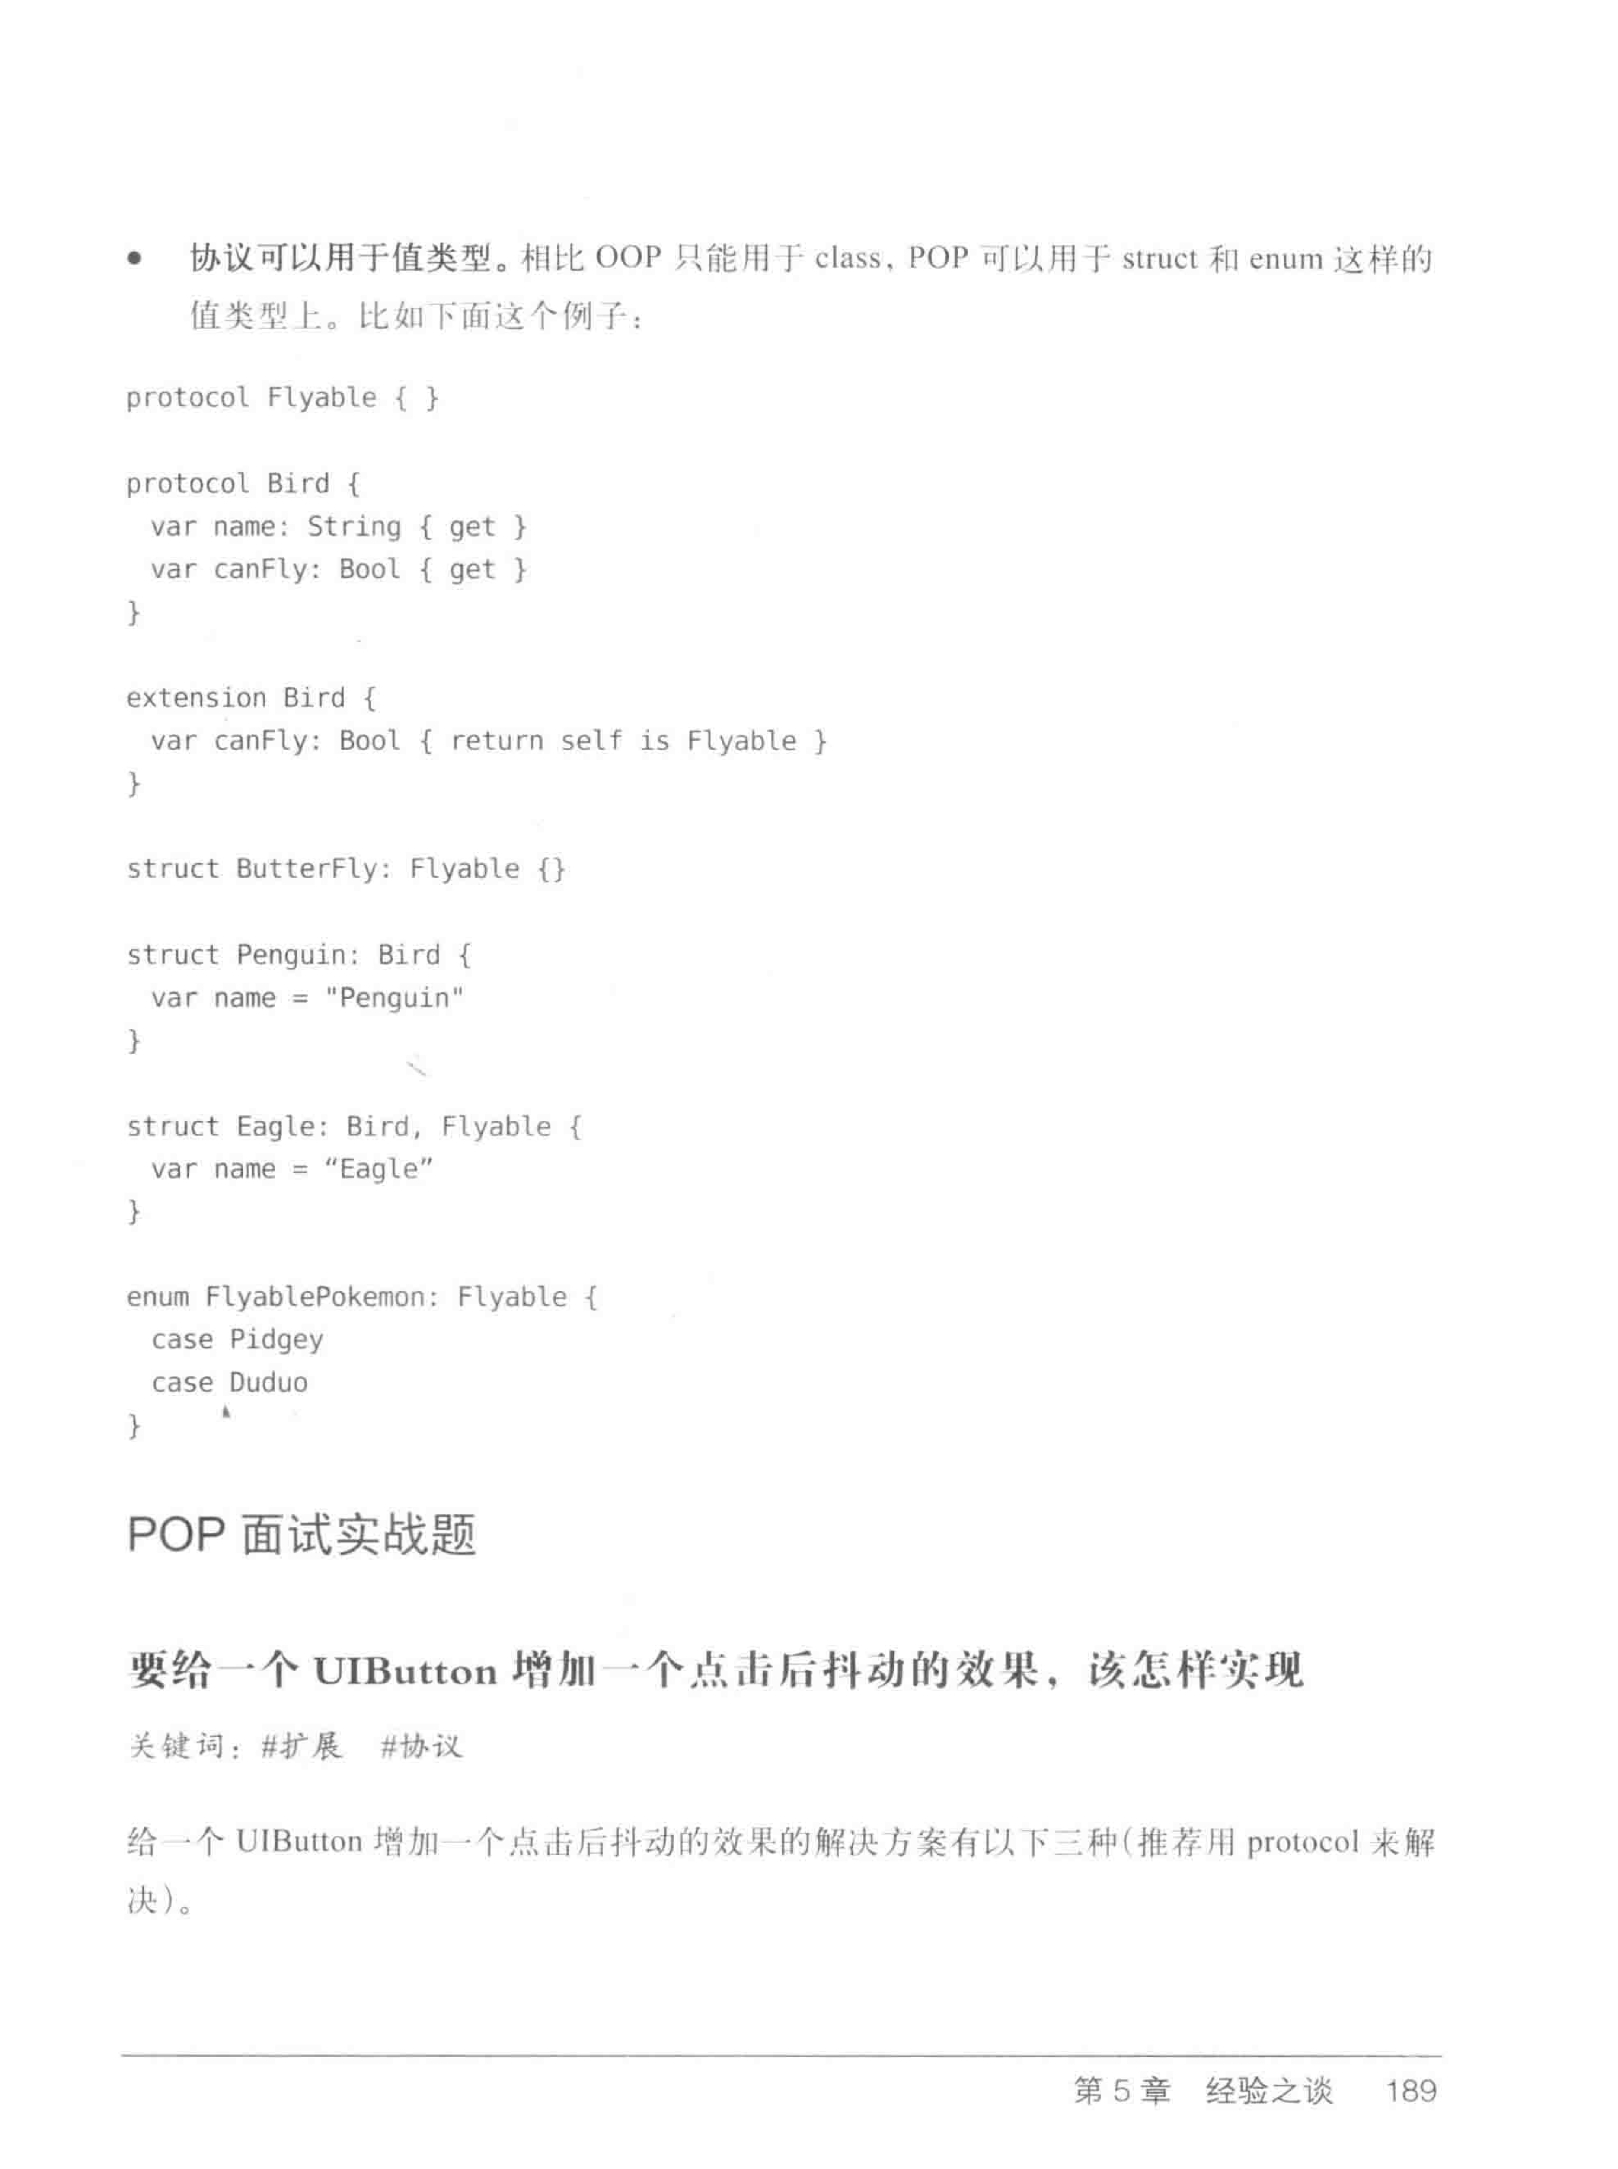 • 协议可以用于值类型。相比 OOP 只能用于 class, POP 可以用于 struct 和 enum 这样的
值类型上。比如下面这个例子：
protocol Flyable { }
protocol Bird {
  var name: String { get }
  var canFly: Bool { get }
}
extension Bird {
  var canFly: Bool { return self is Flyable }
}
struct ButterFly: Flyable {}
struct Penguin: Bird {
  var name = "Penguin"
}
struct Eagle: Bird, Flyable {
  var name = “Eagle”
}
enum FlyablePokemon: Flyable {
  case Pidgey
  case Duduo
}
POP 面试实战题
要给一个 UIButton 增加一个点击后抖动的效果，该怎样实现
关键词：#扩展 #协议
给一个 UIButton 增加一个点击后抖动的效果的解决方案有以下三种（推荐用 protocol 来解
决）。
第 5 章 经验之谈 189